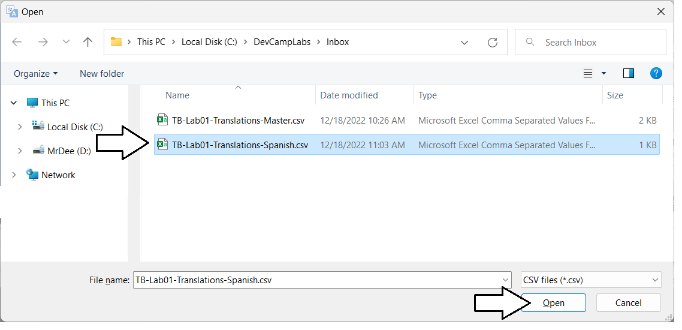 Open
This PC > Local Disk (C:) > DevCampLabs > Inbox
Search Inbox
Organize
New folder
Name Date modified Type Size
This PC
Local Disk (C:)
MrDee (D:)
Network
TB-Lab01-Translations-Master.csv 12/18/2022 10:26 AM Microsoft Excel Comma Separated Values F... 2 KB
TB-Lab01-Translations-Spanish.csv 12/18/2022 11:03 AM Microsoft Excel Comma Separated Values F... 1 KB
File name: TB-Lab01-Translations-Spanish.csv CSV files (*.csv)
Open Cancel